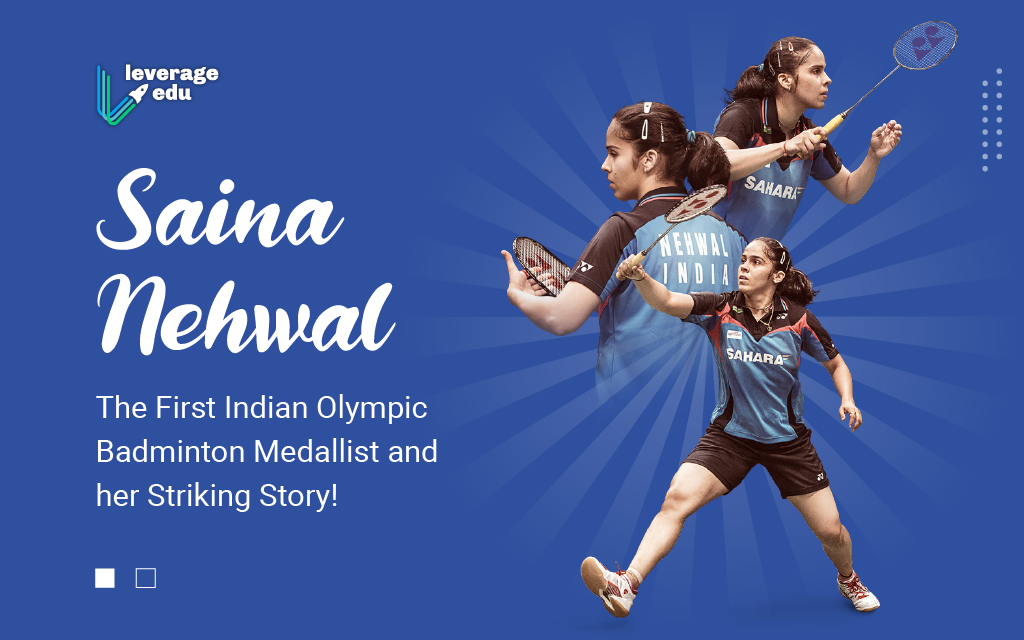 leverage
edu
Saina
Nehwal
The First Indian Olympic
Badminton Medallist and
her Striking Story!
SAHARA
NEHWAL
INDIA
SAHARA